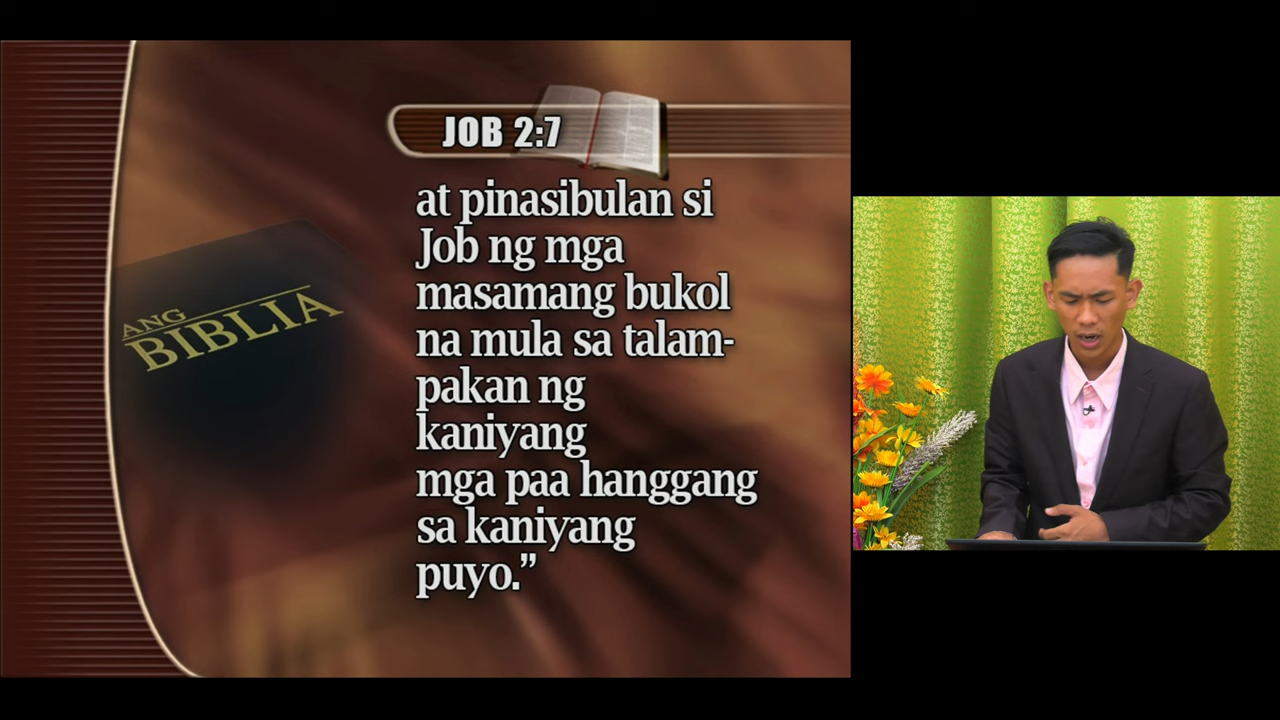 ANG
BIBLIA
JOB 2:7
at pinasibulan si
Job ng mga
masamang bukol
na mula sa talam-
pakan ng
kaniyang
mga paa hanggang
sa kaniyang
puyo.”